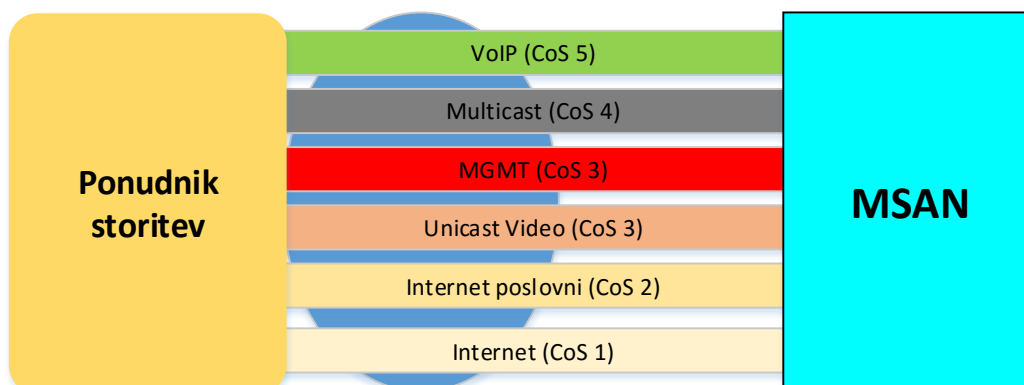 Ponudnik
storitev
VoIP (CoS 5)
Multicast (CoS 4)
MGMT (CoS 3)
Unicast Video (CoS 3)
Internet poslovni (CoS 2)
Internet (CoS 1)
MSAN